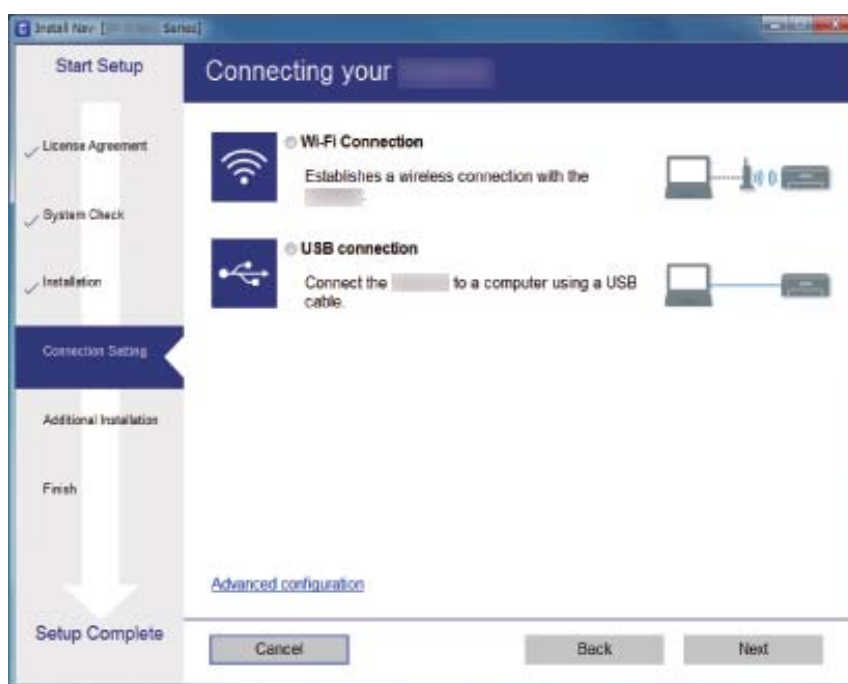 Install Navi [ Series]
Start Setup
Connecting your
License Agreement
System Check
Installation
Connection Setting
Additional Installation
Finish
Setup Complete
Wi-Fi Connection
Establishes a wireless connection with the
.
USB connection
Connect the to a computer using a USB
cable.
Advanced configuration
Cancel
Back
Next